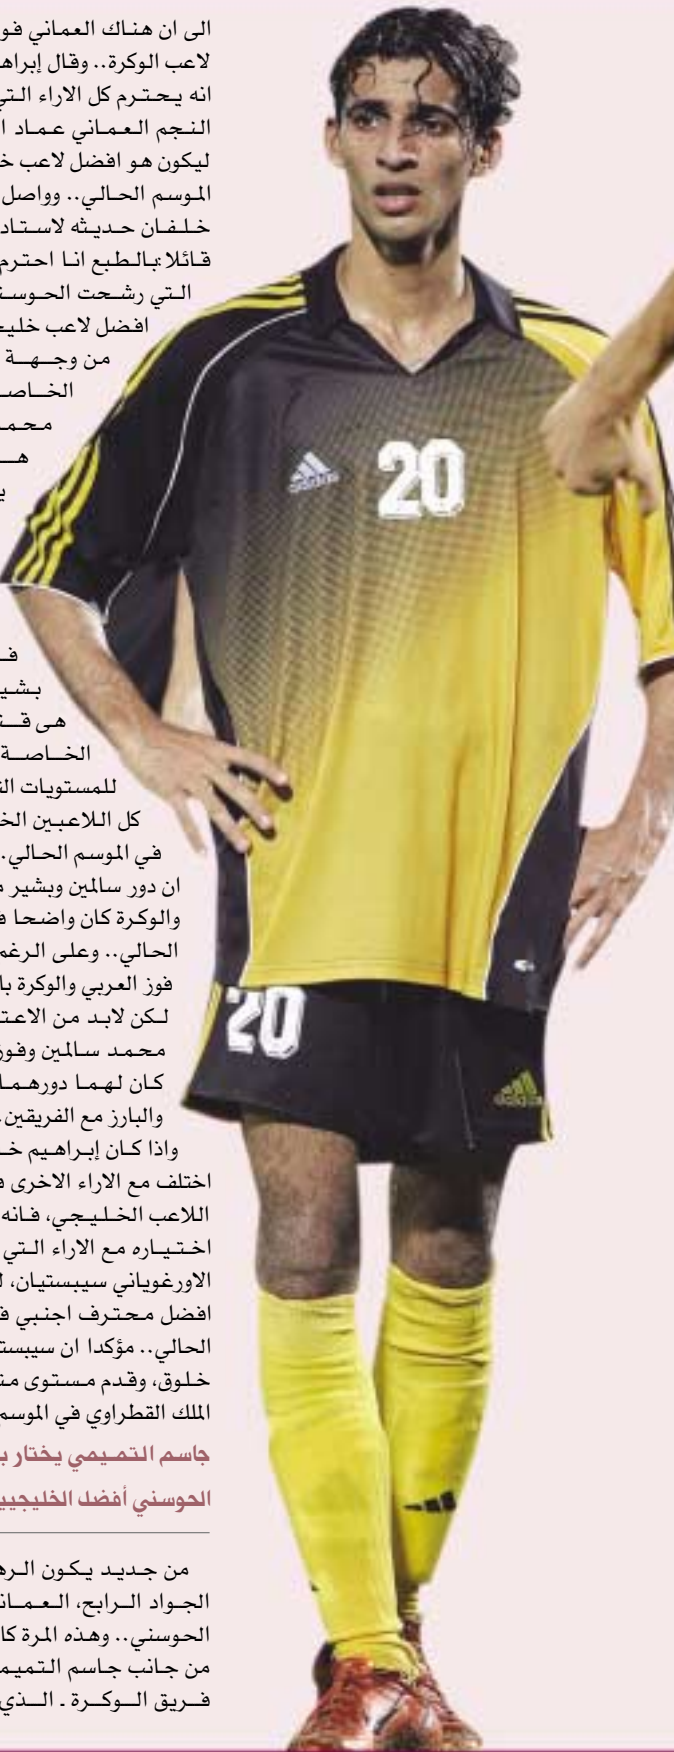 الى ان هناك العماني فو
لاعب الوكرة.. وقال إبراه
انه يحترم كل الاراء التي
النجم العماني عماد ا
ليكون هو افضل لاعب خ
الموسم الحالي.. وواصل
خلفان حديثه لاستاد
قائلا:بالطبع انا احترم
التي رشحت الحوسن
افضل لاعب خليج
من وجهة
الخاص
محم
هـ
ي
فـ
بشي
هى قن
الخاصة
للمستويات ال
كل اللاعبين الخ
في الموسم الحالي.
ان دور سالمين وبشير م
والوكرة كان واضحا ف
الحالي.. وعلى الرغم
فوز العربي والوكرة با
لكن لابد من الاعت
محمد سالمين وفوز
كان لهما دورهما
والبارز مع الفريقين.
واذا كان إبراهيم خ
اختلف مع الاراء الاخرى ف
اللاعب الخليجي، فانه
اختياره مع الاراء التي
الاورغوياني سيبستيان، ل
افضل محترف اجنبي ف
الحالي.. مؤكدا ان سيبست
خلوق، وقدم مستوى مت
الملك القطراوي في الموسم
جاسم التميمي يختار ب
الحوسني أفضل الخليجيي
من جديد يكون الره
الجواد الرابح، العمان
الحوسني.. وهذه المرة كا
من جانب جاسم التميم
فريق الوكرة ـ الذي
adidas
20
20
adidas